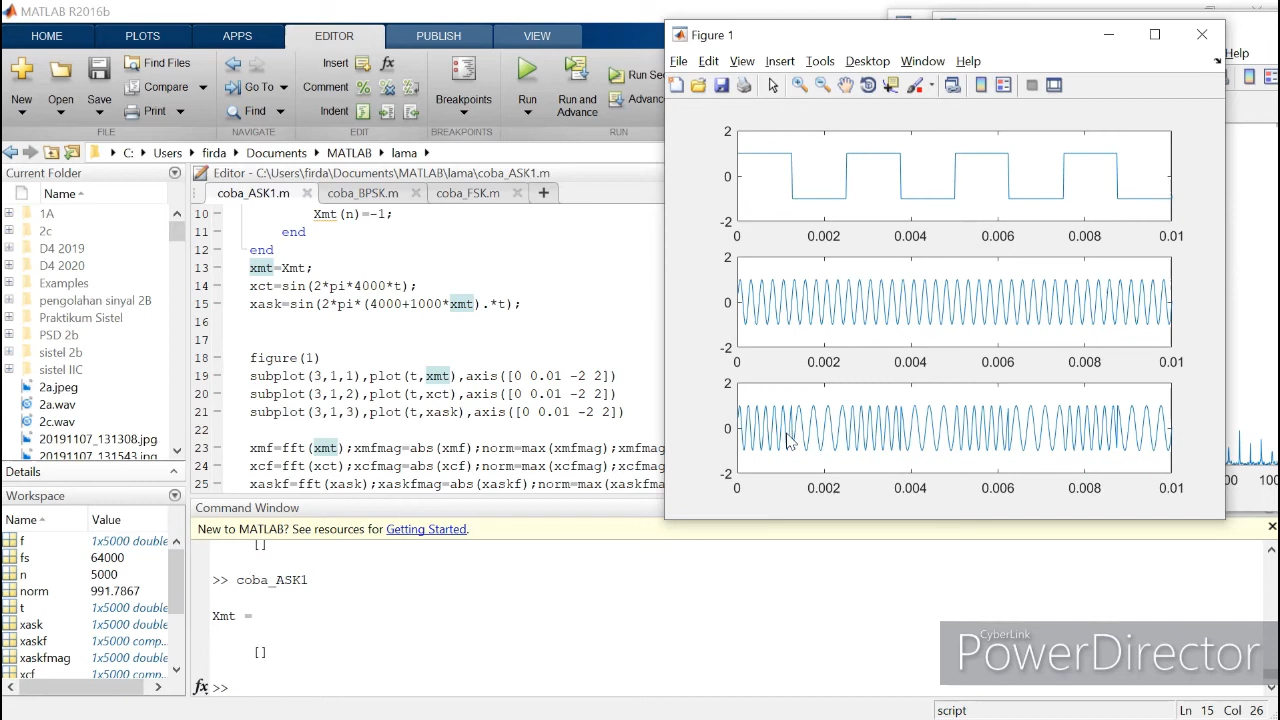 MATLAB R2016b
HOME PLOTS APPS EDITOR PUBLISH VIEW
New Open Save Find Files Compare Print
Go To Find
Insert fx Comment Indent
Breakpoints
Run Run and Advance Run Sec Advanc
FILE NAVIGATE EDIT BREAKPOINTS RUN
C: Users firda Documents MATLAB lama
Current Folder
Name
1A
2c
D4 2019
D4 2020
Examples
pengolahan sinyal 2B
Praktikum Sistel
PSD 2b
sistel 2b
sistel IIC
2a.jpeg
2a.wav
2c.wav
20191107_131308.jpg
20191107_131543.jpg
Details
Workspace
Name Value
f 1x5000 double
fs 64000
n 5000
norm 991.7867
t 1x5000 double
xask 1x5000 double
xaskf 1x5000 comp...
xaskfmag 1x5000 double
xcf 1x5000 comp...
Editor - C:\Users\firda\Documents\MATLAB\lama\coba_ASK1.m
coba_ASK1.m coba_BPSK.m coba_FSK.m
10 Xmt(n)=-1;
11 end
12 end
13 xmt=Xmt;
14 xct=sin(2*pi*4000*t);
15 xask=sin(2*pi*(4000+1000*xmt).*t);
16
17
18 figure(1)
19 subplot(3,1,1),plot(t,xmt),axis([0 0.01 -2 2])
20 subplot(3,1,2),plot(t,xct),axis([0 0.01 -2 2])
21 subplot(3,1,3),plot(t,xask),axis([0 0.01 -2 2])
22
23 xmf=fft(xmt);xmfmag=abs(xmf);norm=max(xmfmag);xmfmag
24 xcf=fft(xct);xcfmag=abs(xcf);norm=max(xcfmag);xcfmag
25 xaskf=fft(xask);xaskfmag=abs(xaskf);norm=max(xaskfmag
Command Window
New to MATLAB? See resources for Getting Started.
[]
>> coba_ASK1
Xmt =
[]
fx >>
Figure 1
File Edit View Insert Tools Desktop Window Help
2
0
-2
0 0.002 0.004 0.006 0.008 0.01
2
0
-2
0 0.002 0.004 0.006 0.008 0.01
2
0
-2
0 0.002 0.004 0.006 0.008 0.01
Help
00 1000
CyberLink
PowerDirector
script Ln 15 Col 26